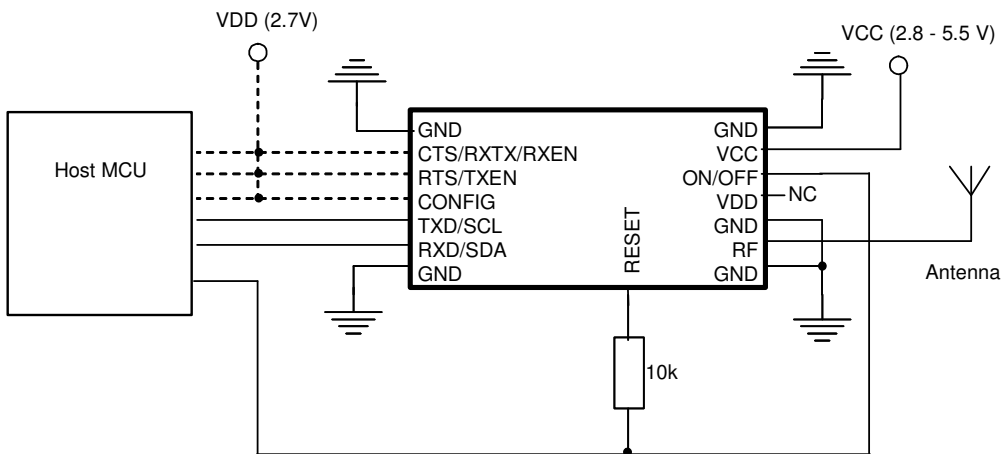 VDD (2.7V)
VCC (2.8 - 5.5 V)
Host MCU
GND
CTS/RXTX/RXEN
RTS/TXEN
CONFIG
TXD/SCL
RXD/SDA
GND
RESET
GND
VCC
ON/OFF
VDD
NC
GND
RF
GND
Antenna
10k